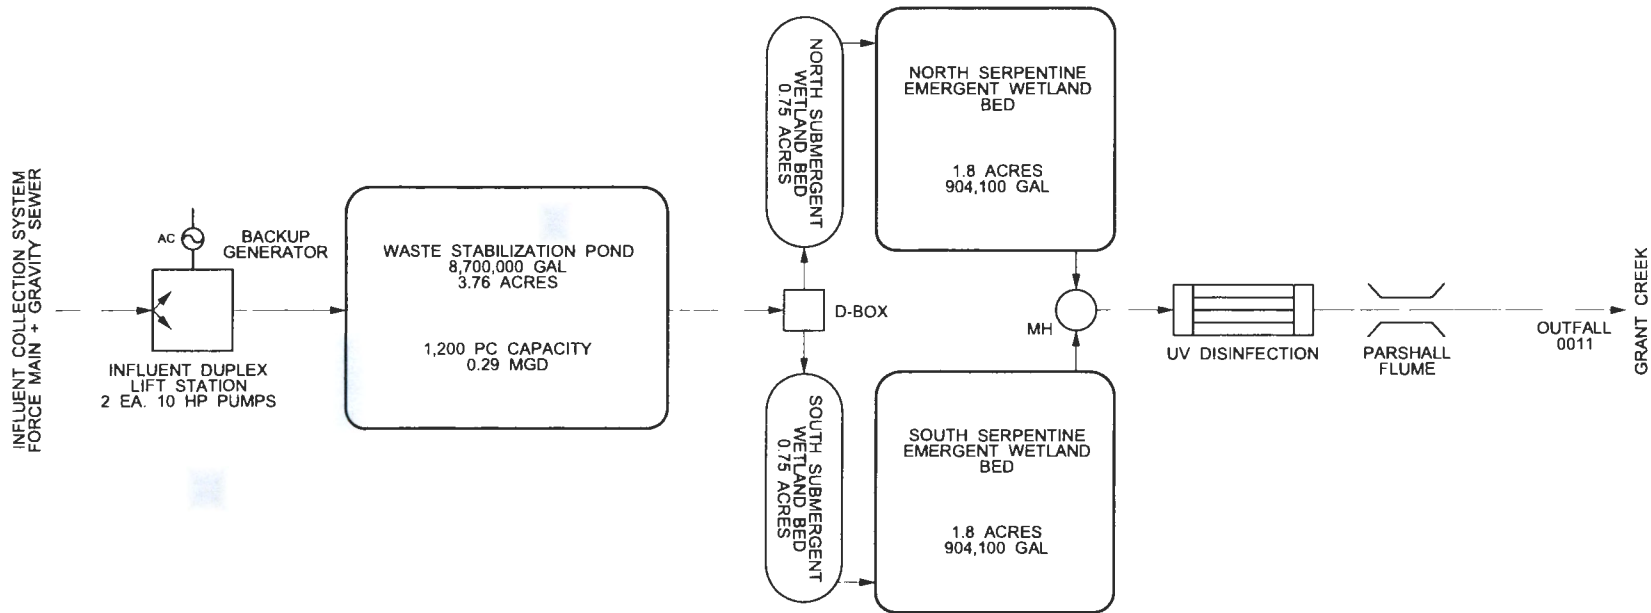 INFLUENT COLLECTION SYSTEM
FORCE MAIN + GRAVITY SEWER
AC
BACKUP
GENERATOR
INFLUENT DUPLEX
LIFT STATION
2 EA. 10 HP PUMPS
WASTE STABILIZATION POND
8,700,000 GAL
3.76 ACRES
1,200 PC CAPACITY
0.29 MGD
D-BOX
NORTH SUBMERGENT
WETLAND BED
0.75 ACRES
NORTH SERPENTINE
EMERGENT WETLAND
BED
1.8 ACRES
904,100 GAL
SOUTH SUBMERGENT
WETLAND BED
0.75 ACRES
SOUTH SERPENTINE
EMERGENT WETLAND
BED
1.8 ACRES
904,100 GAL
MH
UV DISINFECTION
PARSHALL
FLUME
OUTFALL
0011
GRANT CREEK